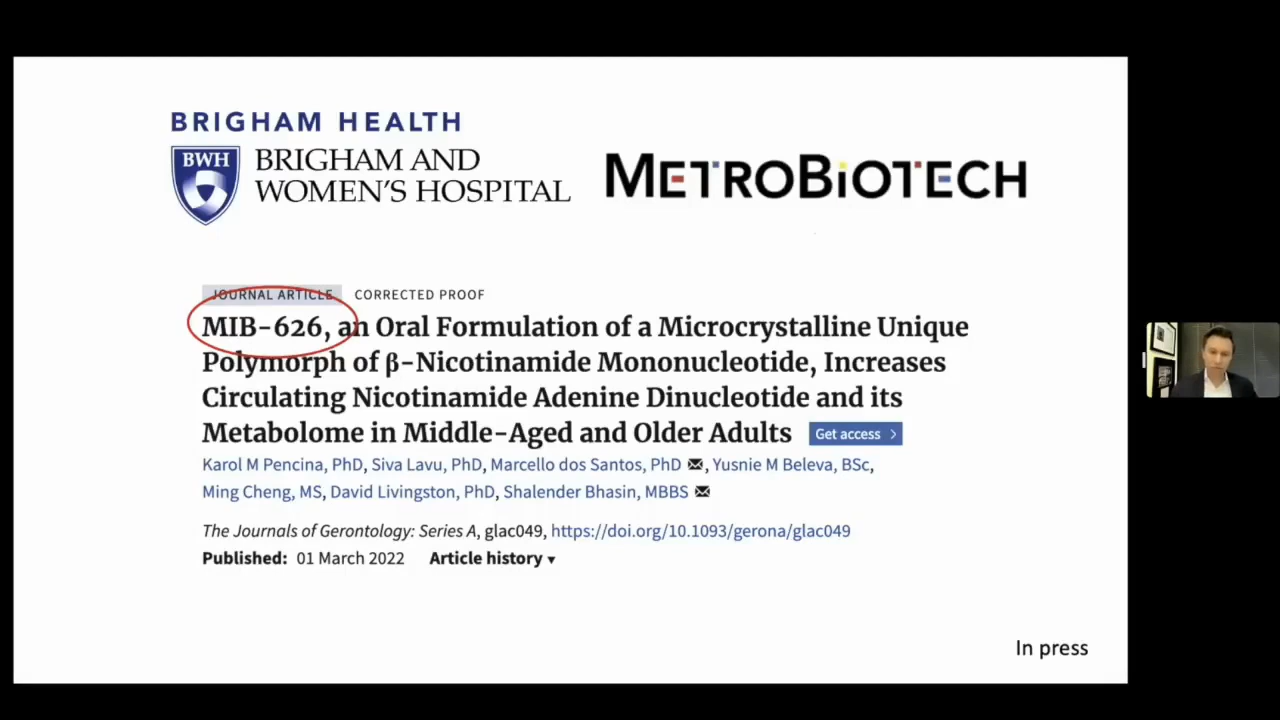 BRIGHAM HEALTH
BWH
BRIGHAM AND
WOMEN'S HOSPITAL
METROBIOTECH
JOURNAL ARTICLE CORRECTED PROOF
MIB-626, an Oral Formulation of a Microcrystalline Unique
Polymorph of β-Nicotinamide Mononucleotide, Increases
Circulating Nicotinamide Adenine Dinucleotide and its
Metabolome in Middle-Aged and Older Adults Get access
Karol M Pencina, PhD, Siva Lavu, PhD, Marcello dos Santos, PhD, Yusnie M Beleva, BSc,
Ming Cheng, MS, David Livingston, PhD, Shalender Bhasin, MBBS
The Journals of Gerontology: Series A, glac049, https://doi.org/10.1093/gerona/glac049
Published: 01 March 2022 Article history
In press